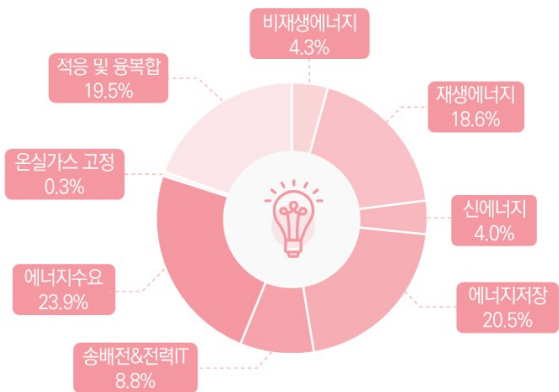 비재생에너지
4.3%
재생에너지
18.6%
신에너지
4.0%
에너지저장
20.5%
송배전&전력IT
8.8%
에너지수요
23.9%
온실가스 고정
0.3%
적응 및 융복합
19.5%